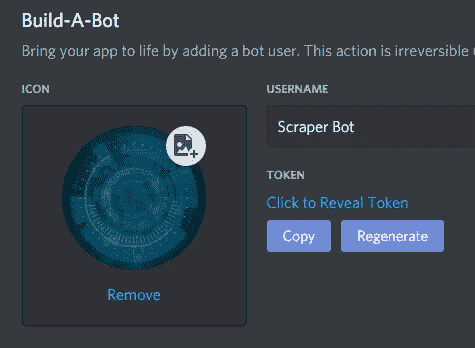 Build-A-Bot
Bring your app to life by adding a bot user. This action is irreversible
ICON
USERNAME
Scraper Bot
TOKEN
Click to Reveal Token
Copy
Regenerate
Remove